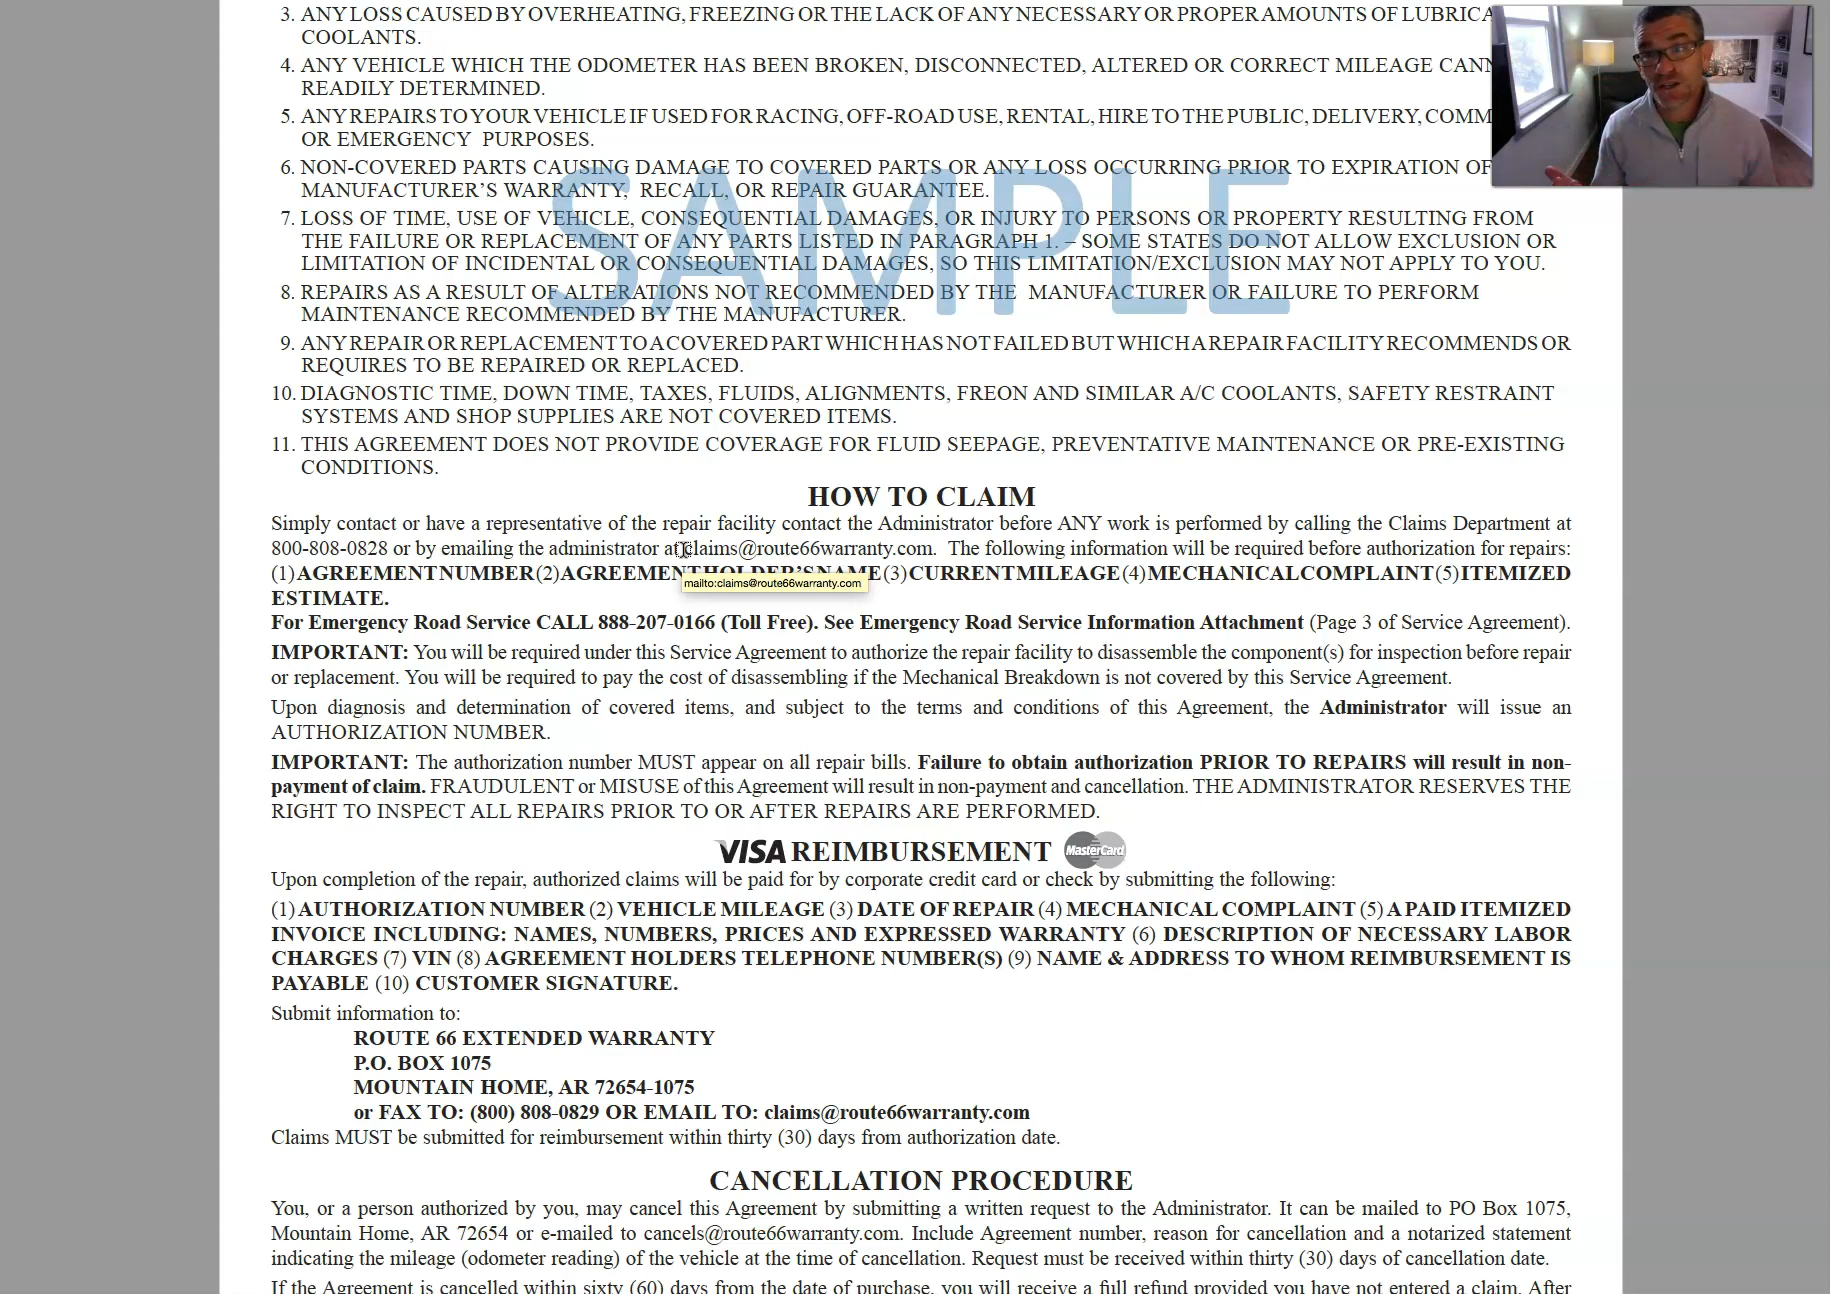 3. ANY LOSS CAUSED BY OVERHEATING, FREEZING OR THE LACK OF ANY NECESSARY OR PROPER AMOUNTS OF
COOLANTS.
4. ANY VEHICLE WHICH THE ODOMETER HAS BEEN BROKEN, DISCONNECTED, ALTERED OR CORRECT MILEAGE
READILY DETERMINED.
5. ANY REPAIRS TO YOUR VEHICLE IF USED FOR RACING, OFF-ROAD USE, RENTAL, HIRE TO THE PUBLIC, DELIVERY,
OR EMERGENCY PURPOSES.
6. NON-COVERED PARTS CAUSING DAMAGE TO COVERED PARTS OR ANY LOSS OCCURRING PRIOR TO EXPIRATION OF
MANUFACTURER'S WARRANTY, RECALL, OR REPAIR GUARANTEE.
SAMPLE
7. LOSS OF TIME, USE OF VEHICLE, CONSEQUENTIAL DAMAGES, OR INJURY TO PERSONS OR PROPERTY RESULTING FROM
THE FAILURE OR REPLACEMENT OF ANY PARTS LISTED IN PARAGRAPH 1. – SOME STATES DO NOT ALLOW EXCLUSION OR
LIMITATION OF INCIDENTAL OR CONSEQUENTIAL DAMAGES, SO THIS LIMITATION/EXCLUSION MAY NOT APPLY TO YOU.
8. REPAIRS AS A RESULT OF ALTERATIONS NOT RECOMMENDED BY THE MANUFACTURER OR FAILURE TO PERFORM
MAINTENANCE RECOMMENDED BY THE MANUFACTURER.
9. ANY REPAIR OR REPLACEMENT TO A COVERED PART WHICH HAS NOT FAILED BUT WHICH A REPAIR FACILITY RECOMMENDS OR
REQUIRES TO BE REPAIRED OR REPLACED.
10. DIAGNOSTIC TIME, DOWN TIME, TAXES, FLUIDS, ALIGNMENTS, FREON AND SIMILAR A/C COOLANTS, SAFETY RESTRAINT
SYSTEMS AND SHOP SUPPLIES ARE NOT COVERED ITEMS.
11. THIS AGREEMENT DOES NOT PROVIDE COVERAGE FOR FLUID SEEPAGE, PREVENTATIVE MAINTENANCE OR PRE-EXISTING
CONDITIONS.
HOW TO CLAIM
Simply contact or have a representative of the repair facility contact the Administrator before ANY work is performed by calling the Claims Department at
800-808-0828 or by emailing the administrator at claims@route66warranty.com. The following information will be required before authorization for repairs:
(1) AGREEMENT NUMBER (2) AGREEMENT HOLDER'S NAME (3) CURRENT MILEAGE (4) MECHANICAL COMPLAINT (5) ITEMIZED
mailto:claims@route66warranty.com
ESTIMATE.
For Emergency Road Service CALL 888-207-0166 (Toll Free). See Emergency Road Service Information Attachment (Page 3 of Service Agreement).
IMPORTANT: You will be required under this Service Agreement to authorize the repair facility to disassemble the component(s) for inspection before repair
or replacement. You will be required to pay the cost of disassembling if the Mechanical Breakdown is not covered by this Service Agreement.
Upon diagnosis and determination of covered items, and subject to the terms and conditions of this Agreement, the Administrator will issue an
AUTHORIZATION NUMBER.
IMPORTANT: The authorization number MUST appear on all repair bills. Failure to obtain authorization PRIOR TO REPAIRS will result in non-
payment of claim. FRAUDULENT or MISUSE of this Agreement will result in non-payment and cancellation. THE ADMINISTRATOR RESERVES THE
RIGHT TO INSPECT ALL REPAIRS PRIOR TO OR AFTER REPAIRS ARE PERFORMED.
VISA REIMBURSEMENT MasterCard
Upon completion of the repair, authorized claims will be paid for by corporate credit card or check by submitting the following:
(1) AUTHORIZATION NUMBER (2) VEHICLE MILEAGE (3) DATE OF REPAIR (4) MECHANICAL COMPLAINT (5) A PAID ITEMIZED
INVOICE INCLUDING: NAMES, NUMBERS, PRICES AND EXPRESSED WARRANTY (6) DESCRIPTION OF NECESSARY LABOR
CHARGES (7) VIN (8) AGREEMENT HOLDERS TELEPHONE NUMBER(S) (9) NAME & ADDRESS TO WHOM REIMBURSEMENT IS
PAYABLE (10) CUSTOMER SIGNATURE.
Submit information to:
ROUTE 66 EXTENDED WARRANTY
P.O. BOX 1075
MOUNTAIN HOME, AR 72654-1075
or FAX TO: (800) 808-0829 OR EMAIL TO: claims@route66warranty.com
Claims MUST be submitted for reimbursement within thirty (30) days from authorization date.
CANCELLATION PROCEDURE
You, or a person authorized by you, may cancel this Agreement by submitting a written request to the Administrator. It can be mailed to PO Box 1075,
Mountain Home, AR 72654 or e-mailed to cancels@route66warranty.com. Include Agreement number, reason for cancellation and a notarized statement
indicating the mileage (odometer reading) of the vehicle at the time of cancellation. Request must be received within thirty (30) days of cancellation date.
If the Agreement is cancelled within sixty (60) days from the date of purchase, you will receive a full refund provided you have not entered a claim. After